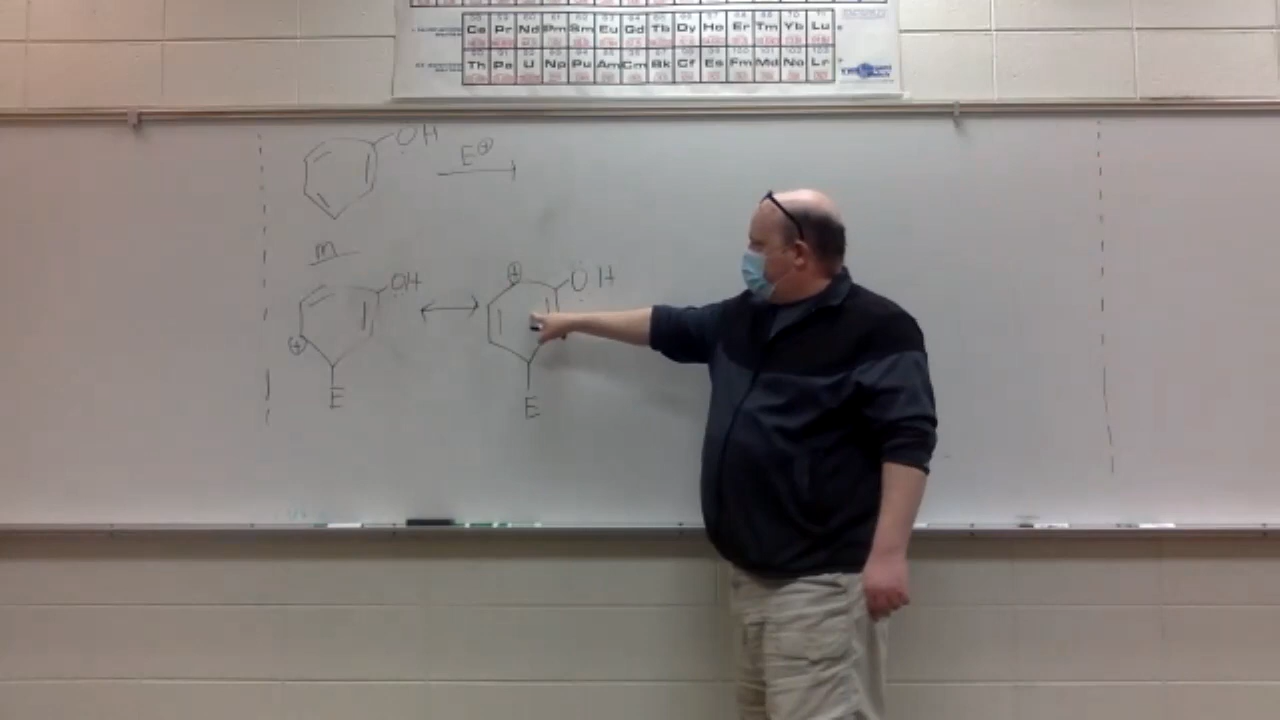 Ce Pr Nd Pm Sm Eu Gd Tb Dy Ho Er Tm Yb Lu
Th Pa U Np Pu Am Cm Bk Cf Es Fm Md No Lr
OH
E⊕
m
OH
⊕
E
⊕
OH
E